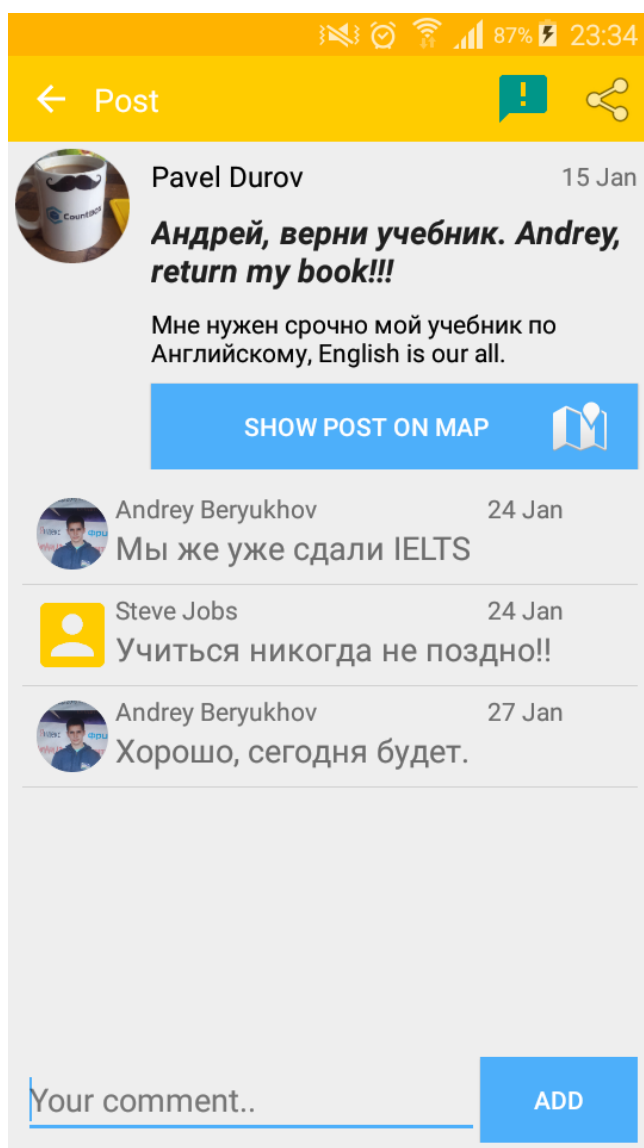 87% 23:34
Post
Pavel Durov 15 Jan
Андрей, верни учебник. Andrey,
return my book!!!
Мне нужен срочно мой учебник по
Английскому, English is our all.
SHOW POST ON MAP
Andrey Beryukhov 24 Jan
Мы же уже сдали IELTS
Steve Jobs 24 Jan
Учиться никогда не поздно!!
Andrey Beryukhov 27 Jan
Хорошо, сегодня будет.
Your comment.. ADD